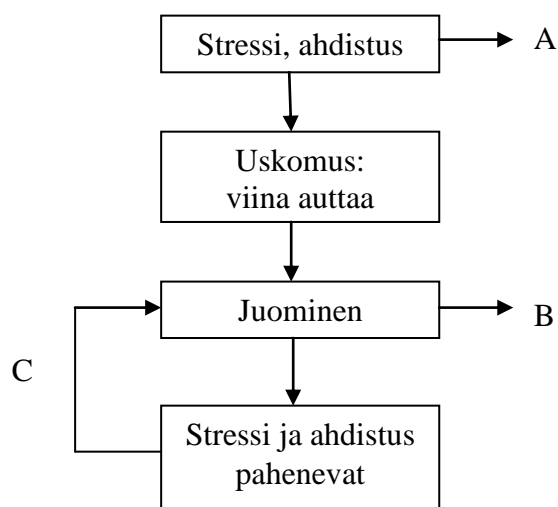 Stressi, ahdistus
A
Uskomus:
viina auttaa
Juominen
B
C
Stressi ja ahdistus
pahenevat